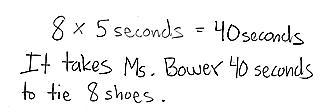 8 × 5 seconds = 40 seconds
It takes Ms. Bower 40 seconds
to tie 8 shoes.